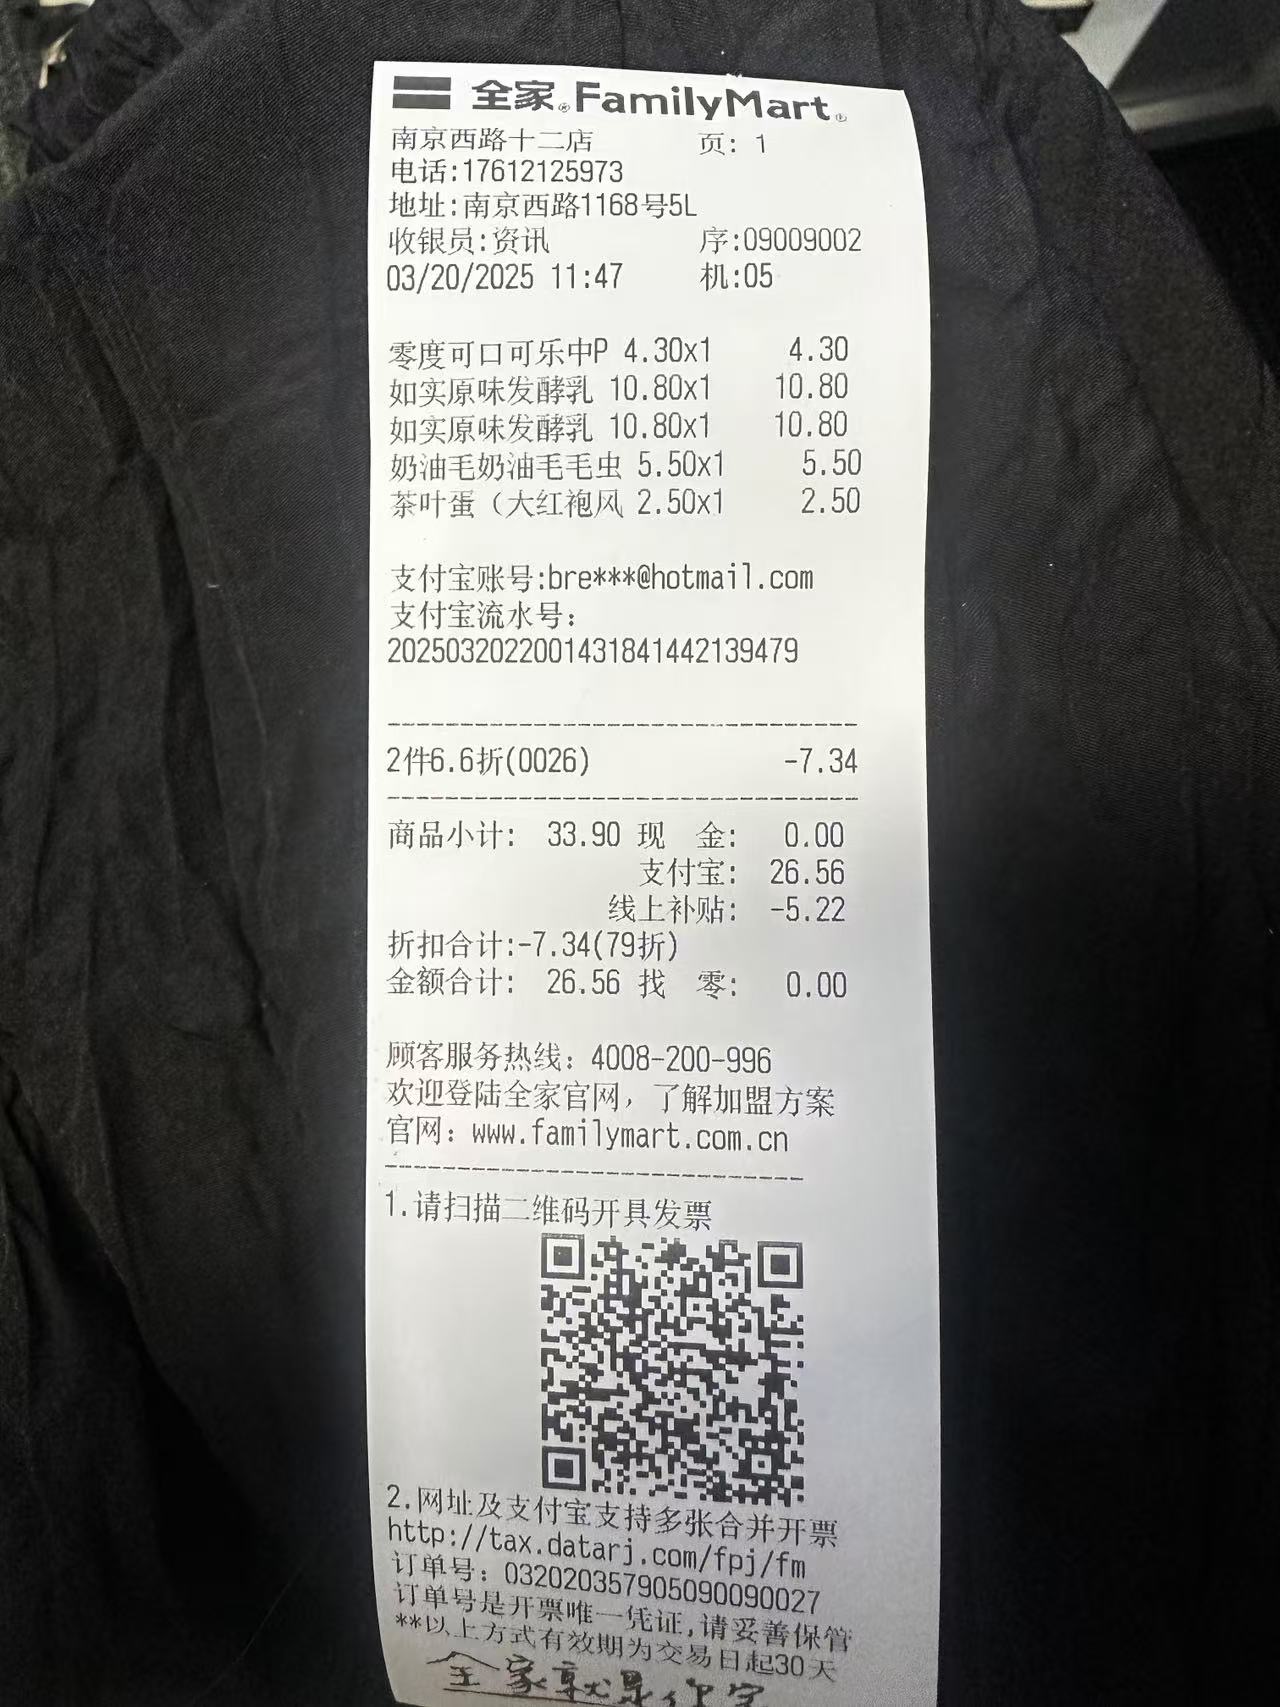 全家® FamilyMart®
南京西路十二店 页: 1
电话:17612125973
地址:南京西路1168号5L
收银员:资讯 序:09009002
03/20/2025 11:47 机:05
零度可口可乐中P 4.30x1 4.30
如实原味发酵乳 10.80x1 10.80
如实原味发酵乳 10.80x1 10.80
奶油毛奶油毛毛虫 5.50x1 5.50
茶叶蛋（大红袍风 2.50x1 2.50
支付宝账号:bre***@hotmail.com
支付宝流水号:
2025032022001431841442139479
2件6.6折(0026) -7.34
商品小计: 33.90 现 金: 0.00
支付宝: 26.56
线上补贴: -5.22
折扣合计:-7.34(79折)
金额合计: 26.56 找 零: 0.00
顾客服务热线: 4008-200-996
欢迎登陆全家官网，了解加盟方案
官网: www.familymart.com.cn
1.请扫描二维码开具发票
2.网址及支付宝支持多张合并开票
http://tax.datarj.com/fpj/fm
订单号: 032020357905090090027
订单号是开票唯一凭证,请妥善保管
**以上方式有效期为交易日起30天
全家就是你家